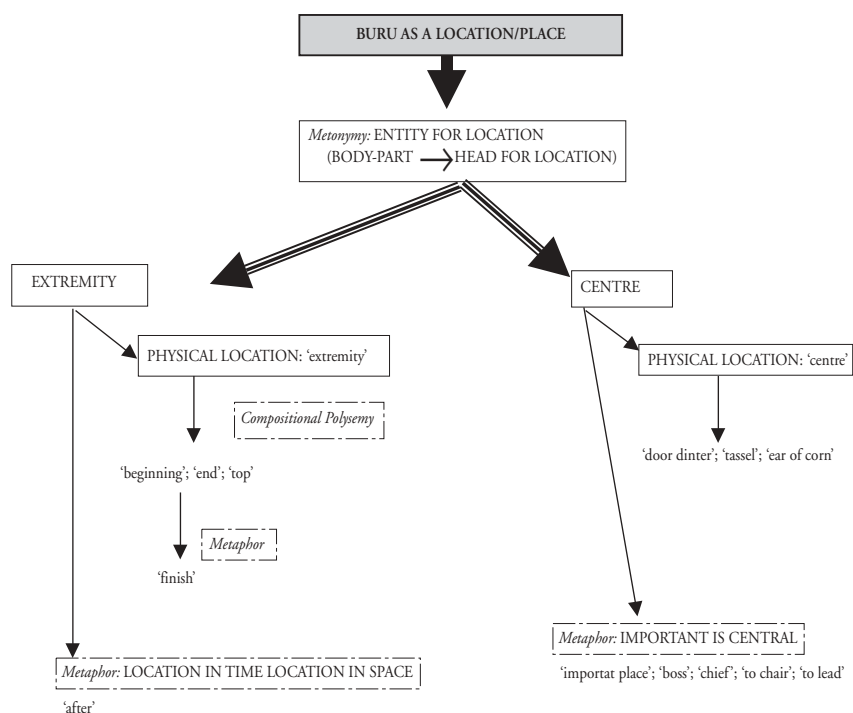 BURU AS A LOCATION/PLACE
Metonymy: ENTITY FOR LOCATION
(BODY-PART → HEAD FOR LOCATION)
EXTREMITY
PHYSICAL LOCATION: ‘extremity’
Compositional Polysemy
‘beginning’; ‘end’; ‘top’
Metaphor
‘finish’
Metaphor: LOCATION IN TIME LOCATION IN SPACE
‘after’
CENTRE
PHYSICAL LOCATION: ‘centre’
‘door dinter’; ‘tassel’; ‘ear of corn’
Metaphor: IMPORTANT IS CENTRAL
‘importat place’; ‘boss’; ‘chief’; ‘to chair’; ‘to lead’